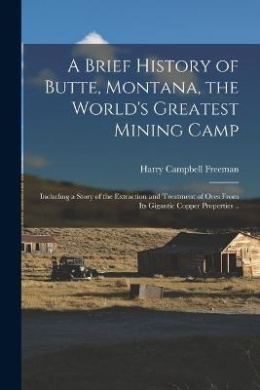 A Brief History of
Butte, Montana, the
World's Greatest
Mining Camp
Including a Story of the Extraction and Treatment of Ores From
Its Gigantic Copper Properties ..
Harry Campbell Freeman